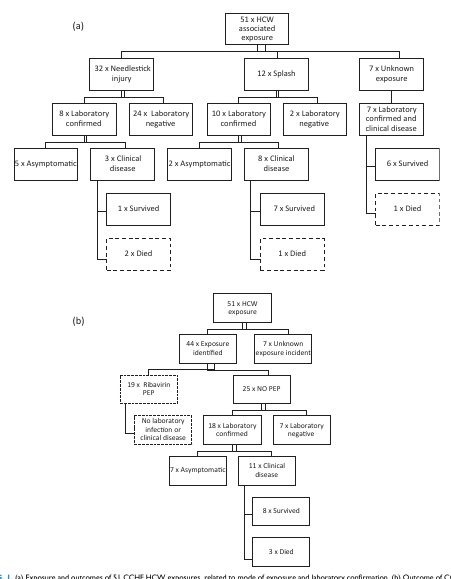 (a)
51 x HCW
associated
exposure
32 x Needlestick
injury
12 x Splash
7 x Unknown
exposure
8 x Laboratory
confirmed
24 x Laboratory
negative
10 x Laboratory
confirmed
2 x Laboratory
negative
7 x Laboratory
confirmed and
clinical disease
5 x Asymptomatic
3 x Clinical
disease
2 x Asymptomatic
8 x Clinical
disease
6 x Survived
1 x Survived
7 x Survived
1 x Died
2 x Died
1 x Died
(b)
51 x HCW
exposure
44 x Exposure
identified
7 x Unknown
exposure incident
19 x Ribavirin
PEP
25 x NO PEP
No laboratory
infection or
clinical disease
18 x Laboratory
confirmed
7 x Laboratory
negative
7 x Asymptomatic
11 x Clinical
disease
8 x Survived
3 x Died
(a) Exposure and outcomes of 51 CCHF HCW exposures, related to mode of exposure and laboratory confirmation. (b) Outcome of